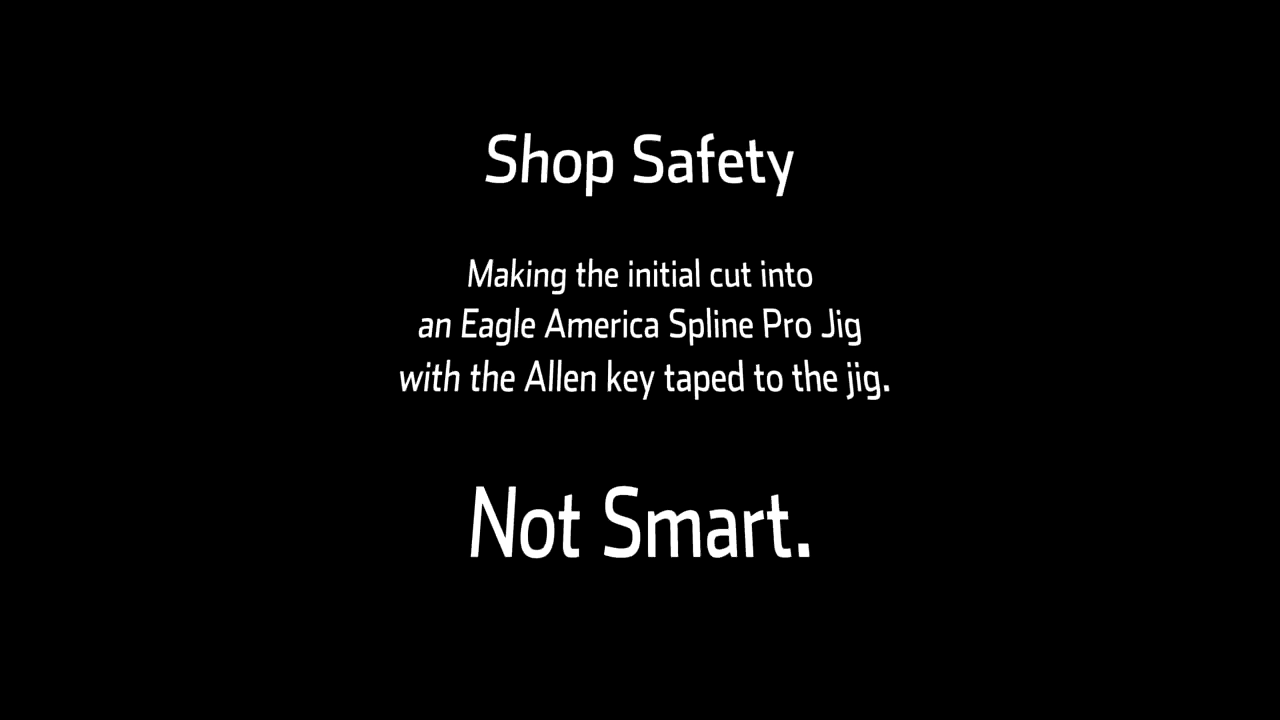 Shop Safety
Making the initial cut into
an Eagle America Spline Pro Jig
with the Allen key taped to the jig.
Not Smart.